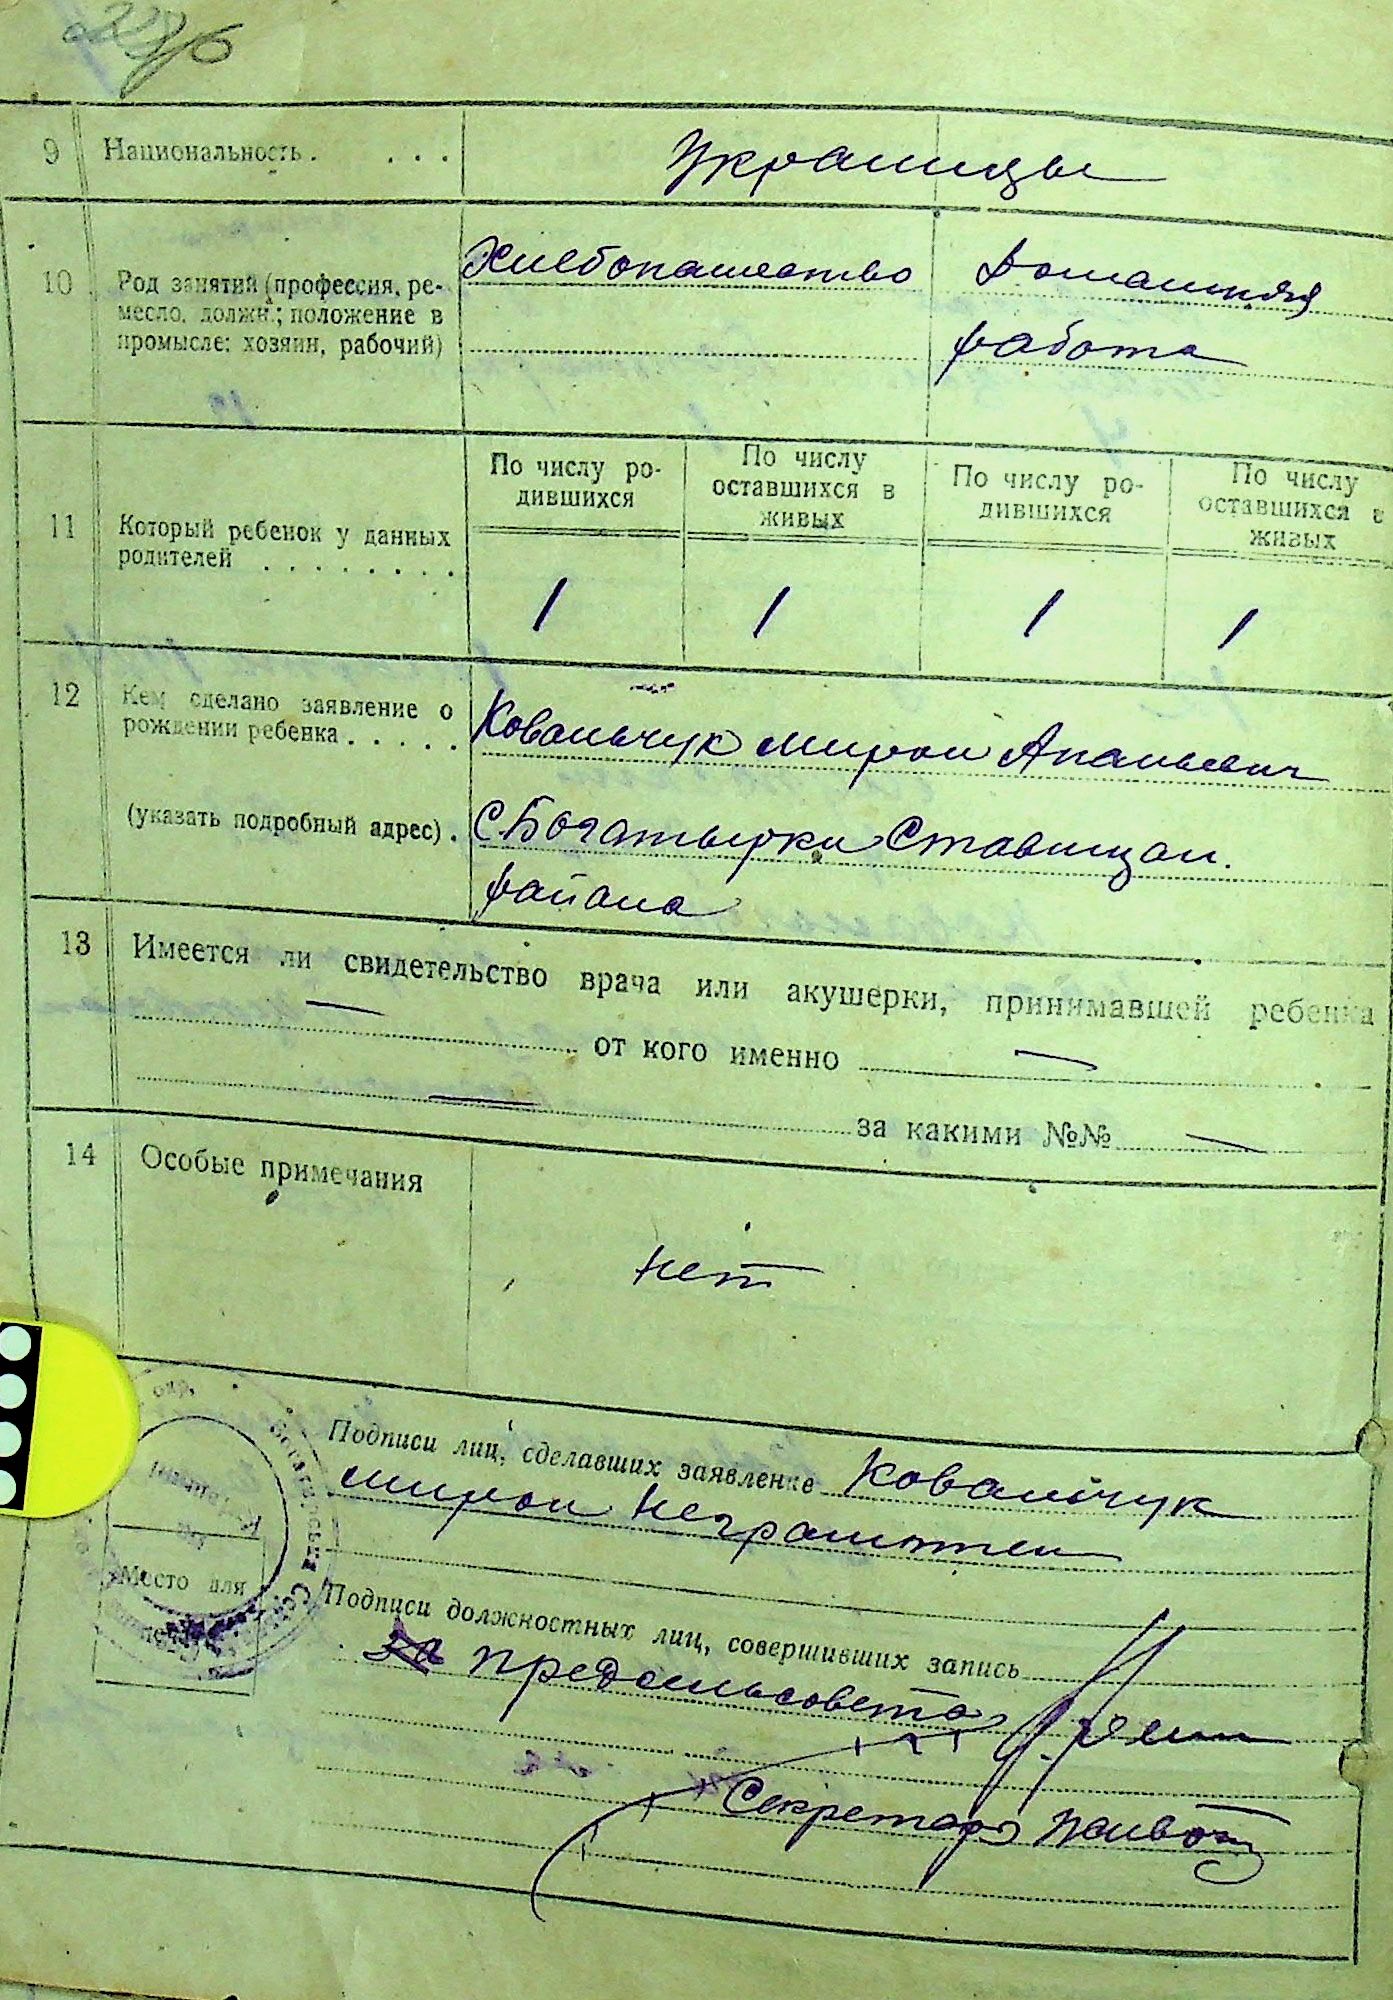 9 Национальность . . . . Украинцы
10 Род занятий (профессия, ре-
месло, должн.; положение в
промысле: хозяин, рабочий)
Хлебопашество
Домашняя
работа
11 Который ребенок у данных
родителей . . . . . . . .
По числу ро-
дившихся
По числу
оставшихся в
живых
По числу ро-
дившихся
По числу
оставшихся в
живых
1 1 1 1
12 Кем сделано заявление о
рождении ребенка . . . . .
(указать подробный адрес) .
Ковальчук Мирон Ананьевич
С Богатырки Ставищан.
района
13 Имеется ли свидетельство врача или акушерки, принимавшей ребенка
— от кого именно —
— за какими №№ —
14 Особые примечания
нет
Подписи лиц, сделавших заявление Ковальчук
Мирон Неграмотен
Подписи должностных лиц, совершивших запись
за предсельсовета
Секретарь
Место для
печати